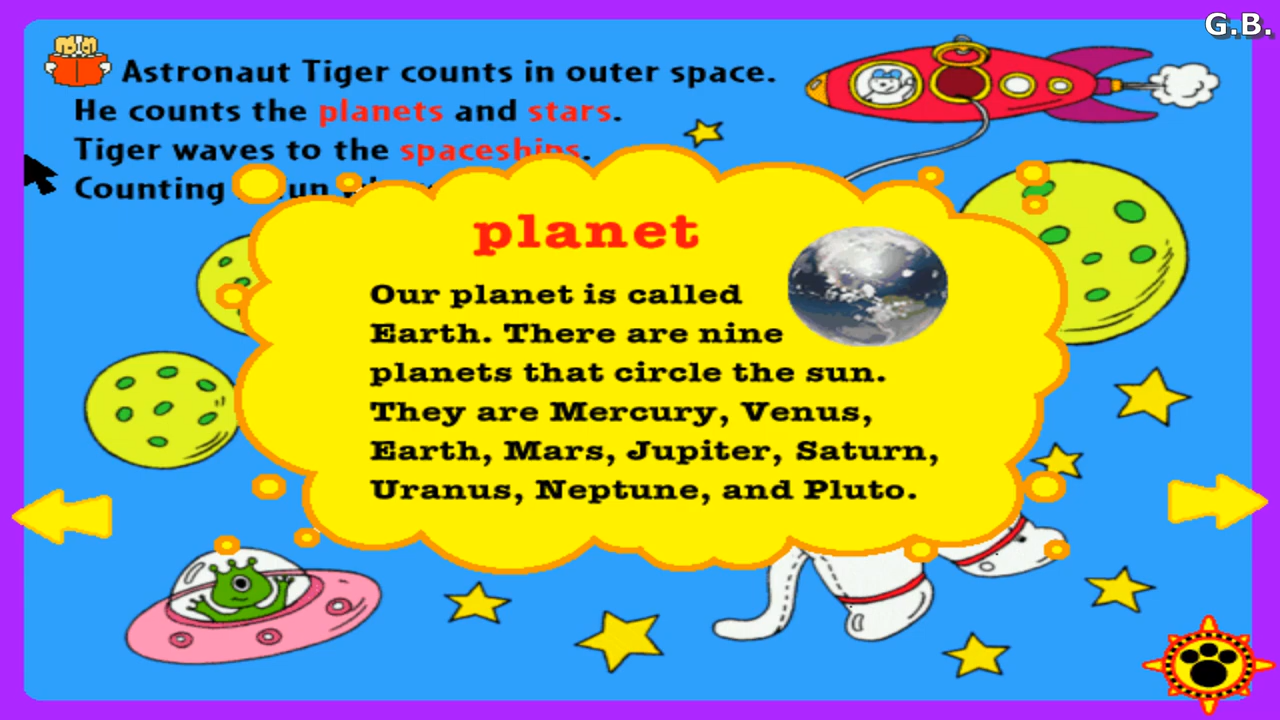 G.B.
Astronaut Tiger counts in outer space.
He counts the planets and stars.
Tiger waves to the spaceships.
Counting
planet
Our planet is called
Earth. There are nine
planets that circle the sun.
They are Mercury, Venus,
Earth, Mars, Jupiter, Saturn,
Uranus, Neptune, and Pluto.